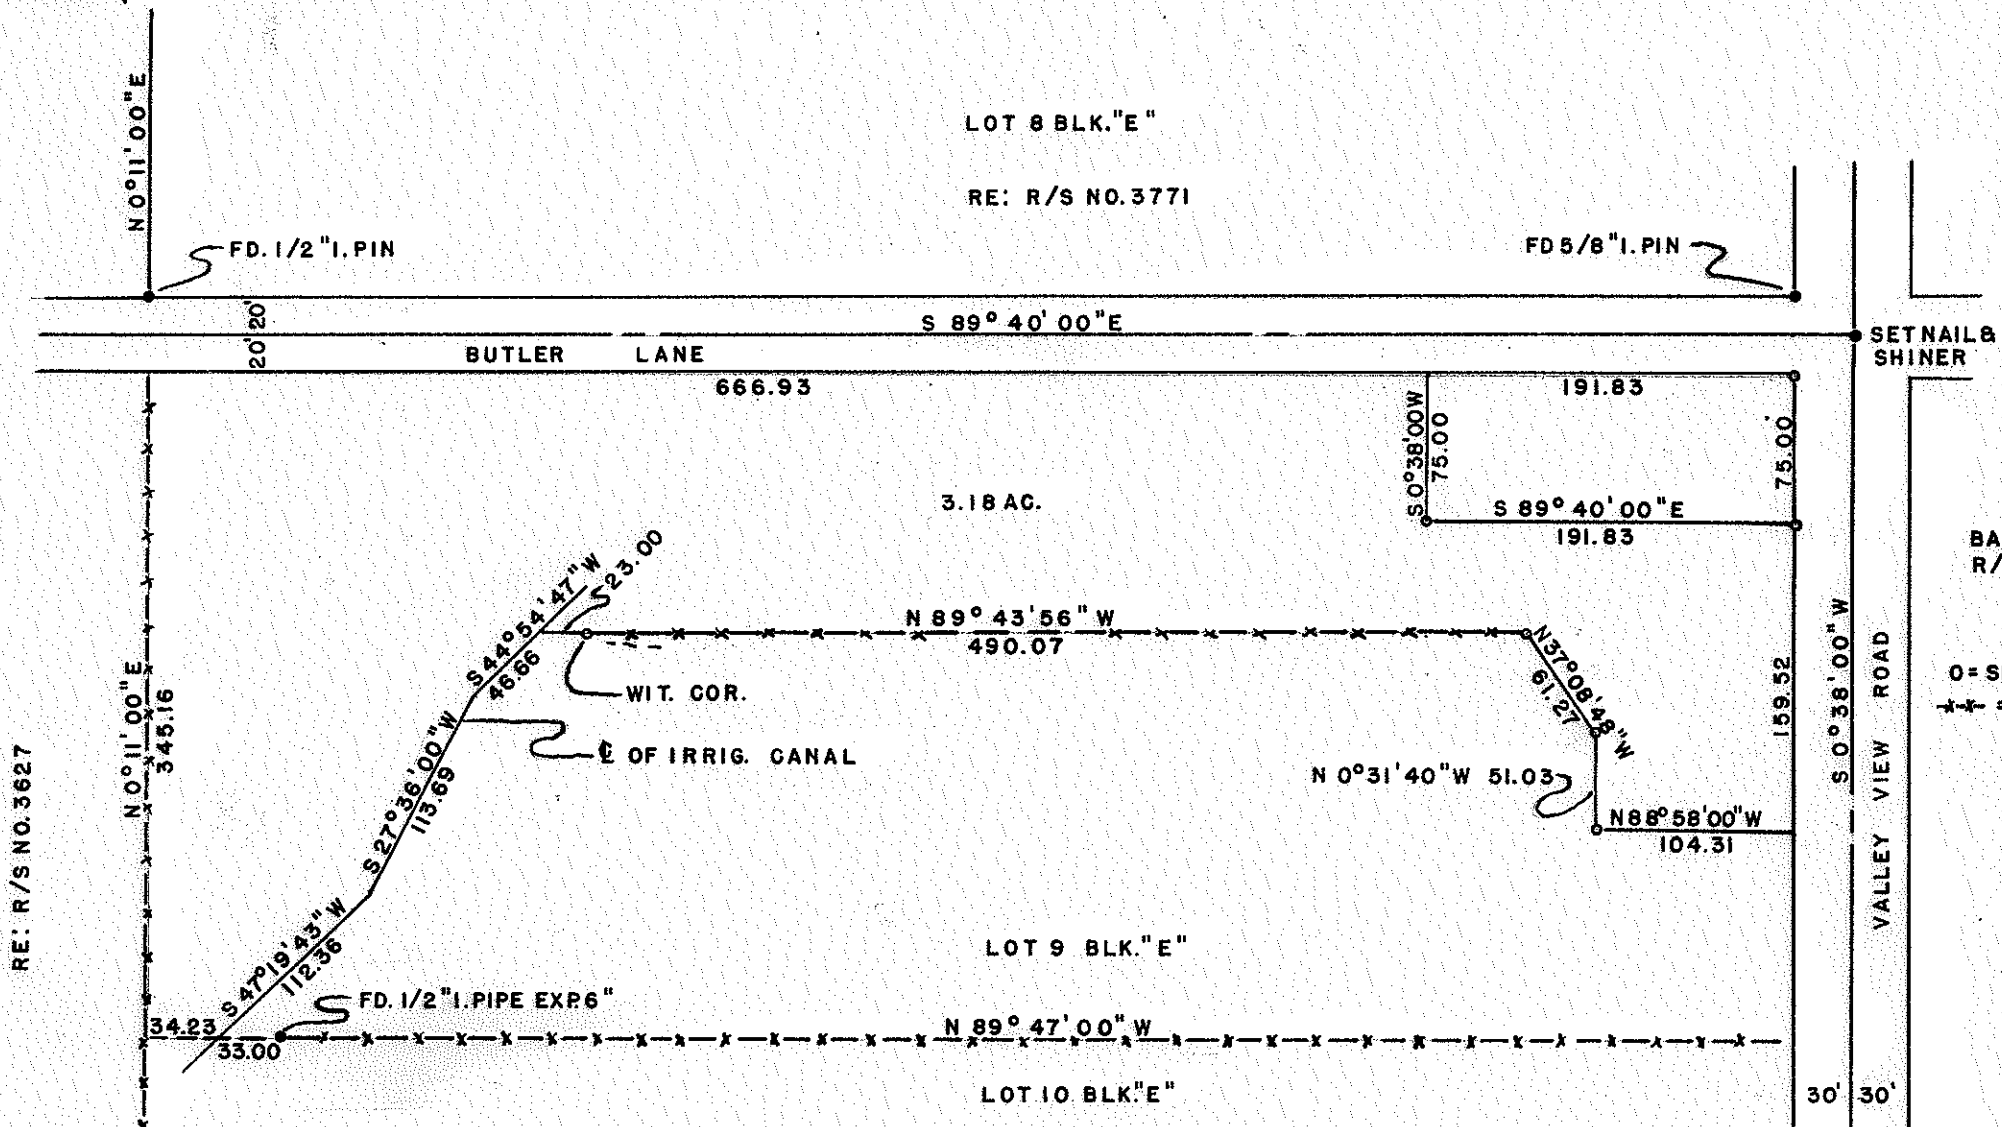 N 0°11'00"E
LOT 8 BLK."E"
RE: R/S NO. 3771
FD. 1/2"I. PIN
FD 5/8"I. PIN
20'
20'
S 89° 40' 00"E
BUTLER LANE
SET NAIL &
SHINER
666.93
191.83
S 0°38'00W
75.00
75.00'
S 89° 40' 00"E
191.83
3.18 AC.
BA
R/
S 44°54'47"W
46.66
23.00
N 89° 43' 56" W
490.07
WIT. COR.
N 37°08'48"W
61.27
159.52
S 0°38'00"W
VALLEY VIEW ROAD
O = S
-x-x- =
N 0°11'00"E
345.16
RE: R/S NO. 3627
S 27°36'00"W
113.69
℄ OF IRRIG. CANAL
N 0°31'40"W 51.03
N 88°58'00"W
104.31
S 47°19'43"W
112.36
LOT 9 BLK."E"
FD. 1/2"I. PIPE EXP. 6"
34.23
33.00
N 89° 47' 00" W
LOT 10 BLK."E"
30' 30'